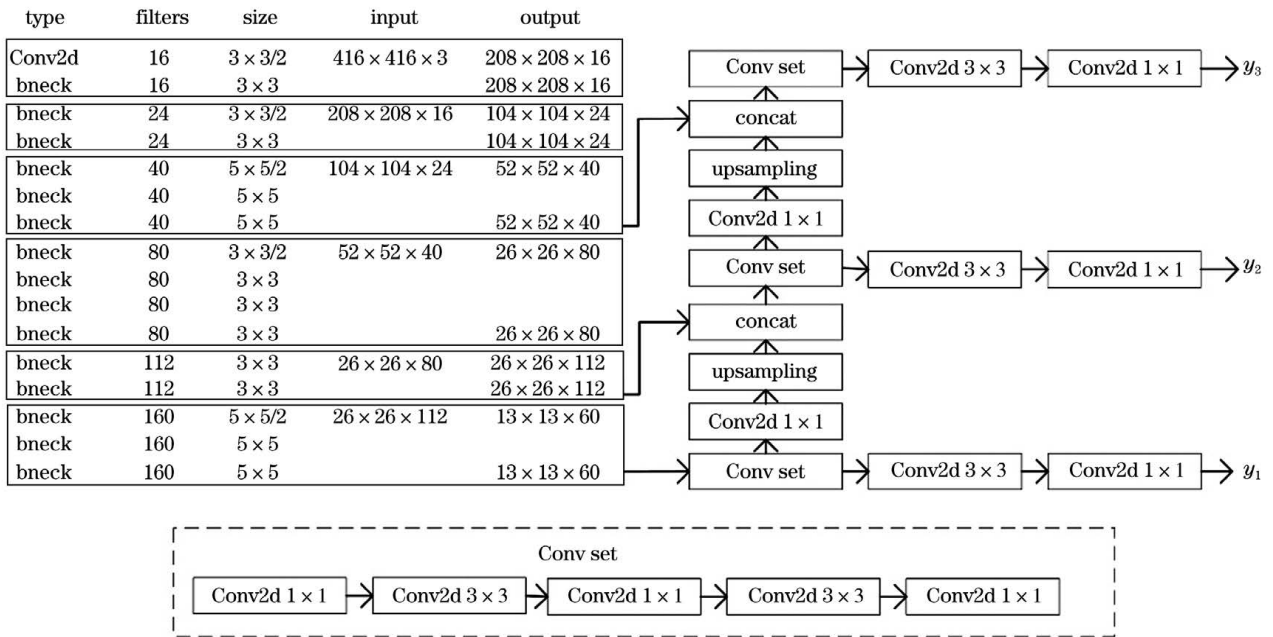 type filters size input output
Conv2d 16 3 × 3/2 416 × 416 × 3 208 × 208 × 16
bneck 16 3 × 3 208 × 208 × 16
bneck 24 3 × 3/2 208 × 208 × 16 104 × 104 × 24
bneck 24 3 × 3 104 × 104 × 24
bneck 40 5 × 5/2 104 × 104 × 24 52 × 52 × 40
bneck 40 5 × 5
bneck 40 5 × 5 52 × 52 × 40
bneck 80 3 × 3/2 52 × 52 × 40 26 × 26 × 80
bneck 80 3 × 3
bneck 80 3 × 3
bneck 80 3 × 3 26 × 26 × 80
bneck 112 3 × 3 26 × 26 × 80 26 × 26 × 112
bneck 112 3 × 3 26 × 26 × 112
bneck 160 5 × 5/2 26 × 26 × 112 13 × 13 × 60
bneck 160 5 × 5
bneck 160 5 × 5 13 × 13 × 60
Conv set Conv2d 3 × 3 Conv2d 1 × 1 y3
concat
upsampling
Conv2d 1 × 1
Conv set Conv2d 3 × 3 Conv2d 1 × 1 y2
concat
upsampling
Conv2d 1 × 1
Conv set Conv2d 3 × 3 Conv2d 1 × 1 y1
Conv set
Conv2d 1 × 1 Conv2d 3 × 3 Conv2d 1 × 1 Conv2d 3 × 3 Conv2d 1 × 1